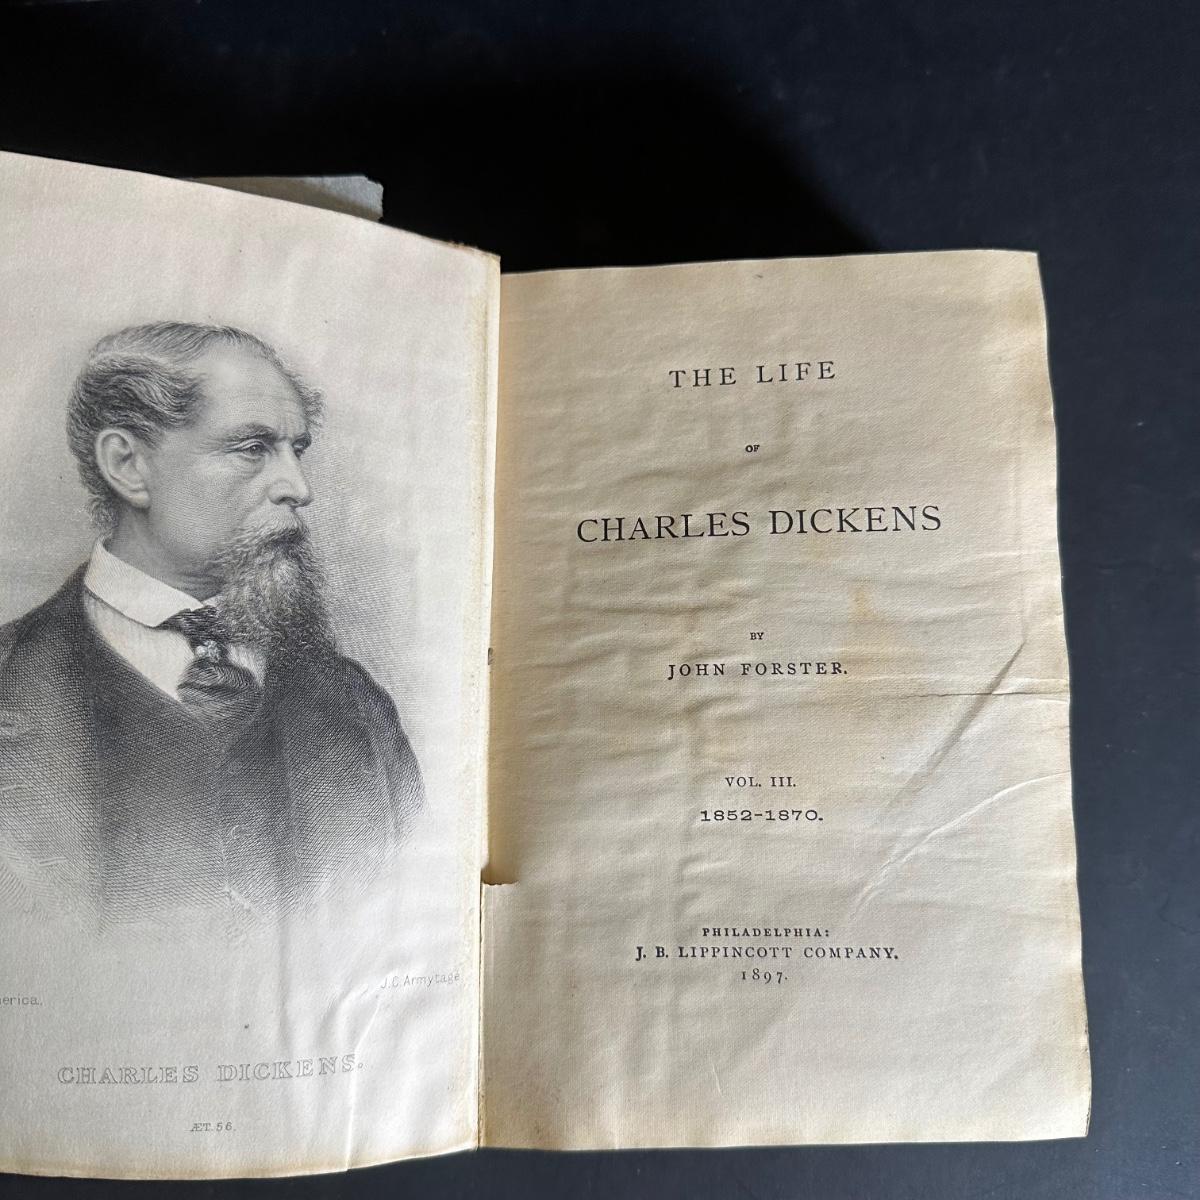 J.C. Armytage
CHARLES DICKENS.
ÆT. 56.
THE LIFE
OF
CHARLES DICKENS
BY
JOHN FORSTER.
VOL. III.
1852-1870.
PHILADELPHIA:
J. B. LIPPINCOTT COMPANY.
1897.